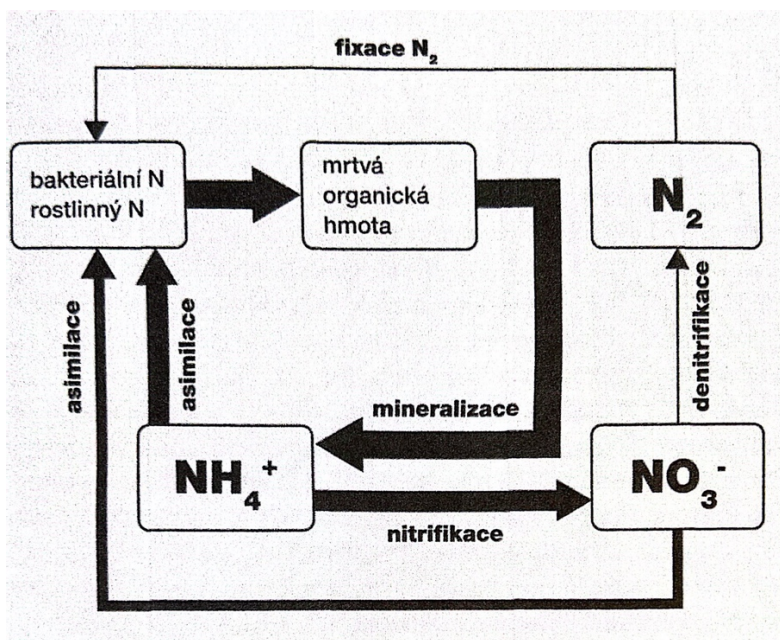 fixace N₂
bakteriální N
rostlinný N
mrtvá
organická
hmota
N₂
asimilace
asimilace
denitrifikace
mineralizace
NH₄⁺
NO₃⁻
nitrifikace